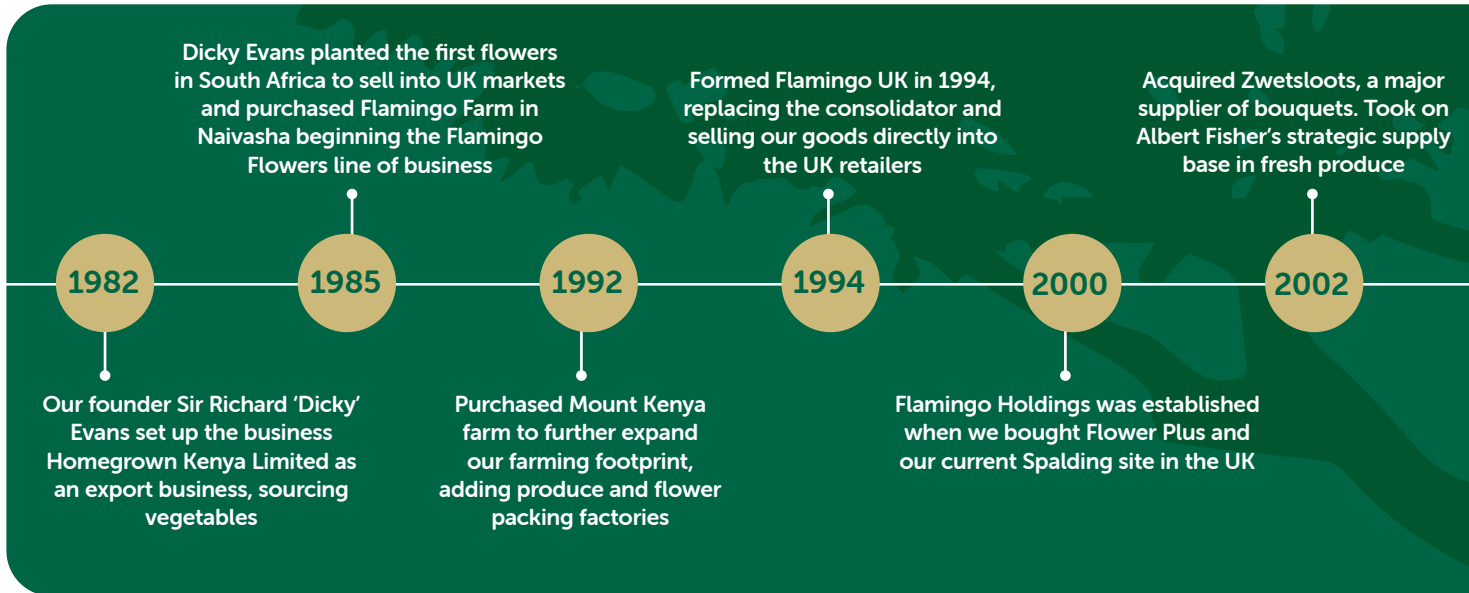 1982
Our founder Sir Richard ‘Dicky’
Evans set up the business
Homegrown Kenya Limited as
an export business, sourcing
vegetables
Dicky Evans planted the first flowers
in South Africa to sell into UK markets
and purchased Flamingo Farm in
Naivasha beginning the Flamingo
Flowers line of business
1985
1992
Purchased Mount Kenya
farm to further expand
our farming footprint,
adding produce and flower
packing factories
Formed Flamingo UK in 1994,
replacing the consolidator and
selling our goods directly into
the UK retailers
1994
2000
Flamingo Holdings was established
when we bought Flower Plus and
our current Spalding site in the UK
Acquired Zwetsloots, a major
supplier of bouquets. Took on
Albert Fisher’s strategic supply
base in fresh produce
2002